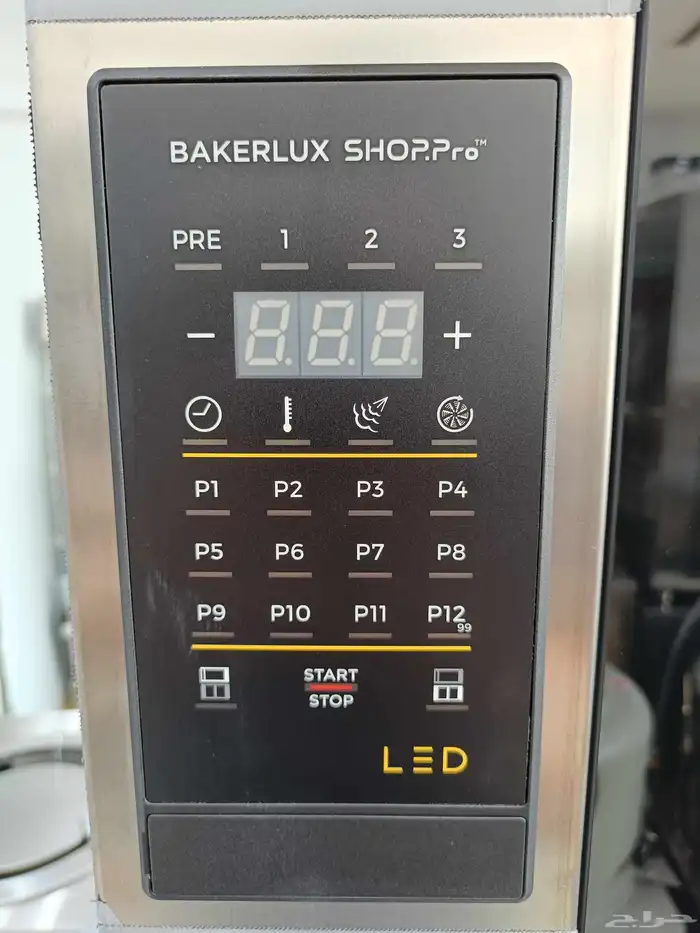 BAKERLUX SHOP.Pro™
PRE 1 2 3
− 8.8.8 +
P1 P2 P3 P4
P5 P6 P7 P8
P9 P10 P11 P12 99
START
STOP
LED
حراج